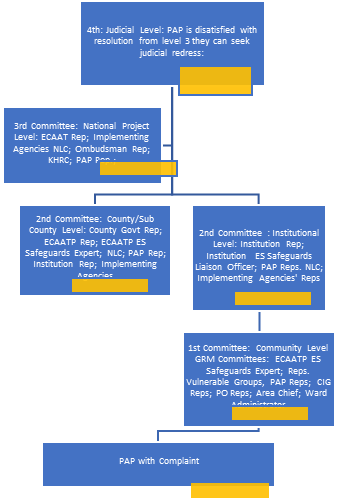 4th: Judicial Level: PAP is disatisfied with
resolution from level 3 they can seek
judicial redress:
3rd Committee: National Project
Level: ECAAT Rep; Implementing
Agencies NLC; Ombudsman Rep;
KHRC; PAP Rep ;
2nd Committee: County/Sub
County Level: County Govt Rep;
ECAATP Rep; ECAATP ES
Safeguards Expert; NLC; PAP Rep;
Institution Rep; Implementing
Agencies
2nd Committee : Institutional
Level: Institution Rep;
Institution ES Safeguards
Liaison Officer; PAP Reps. NLC;
Implementing Agencies' Reps
1st Committee: Community Level
GRM Committees: ECAATP ES
Safeguards Expert; Reps.
Vulnerable Groups, PAP Reps; CIG
Reps; PO Reps; Area Chief; Ward
Administrators
PAP with Complaint